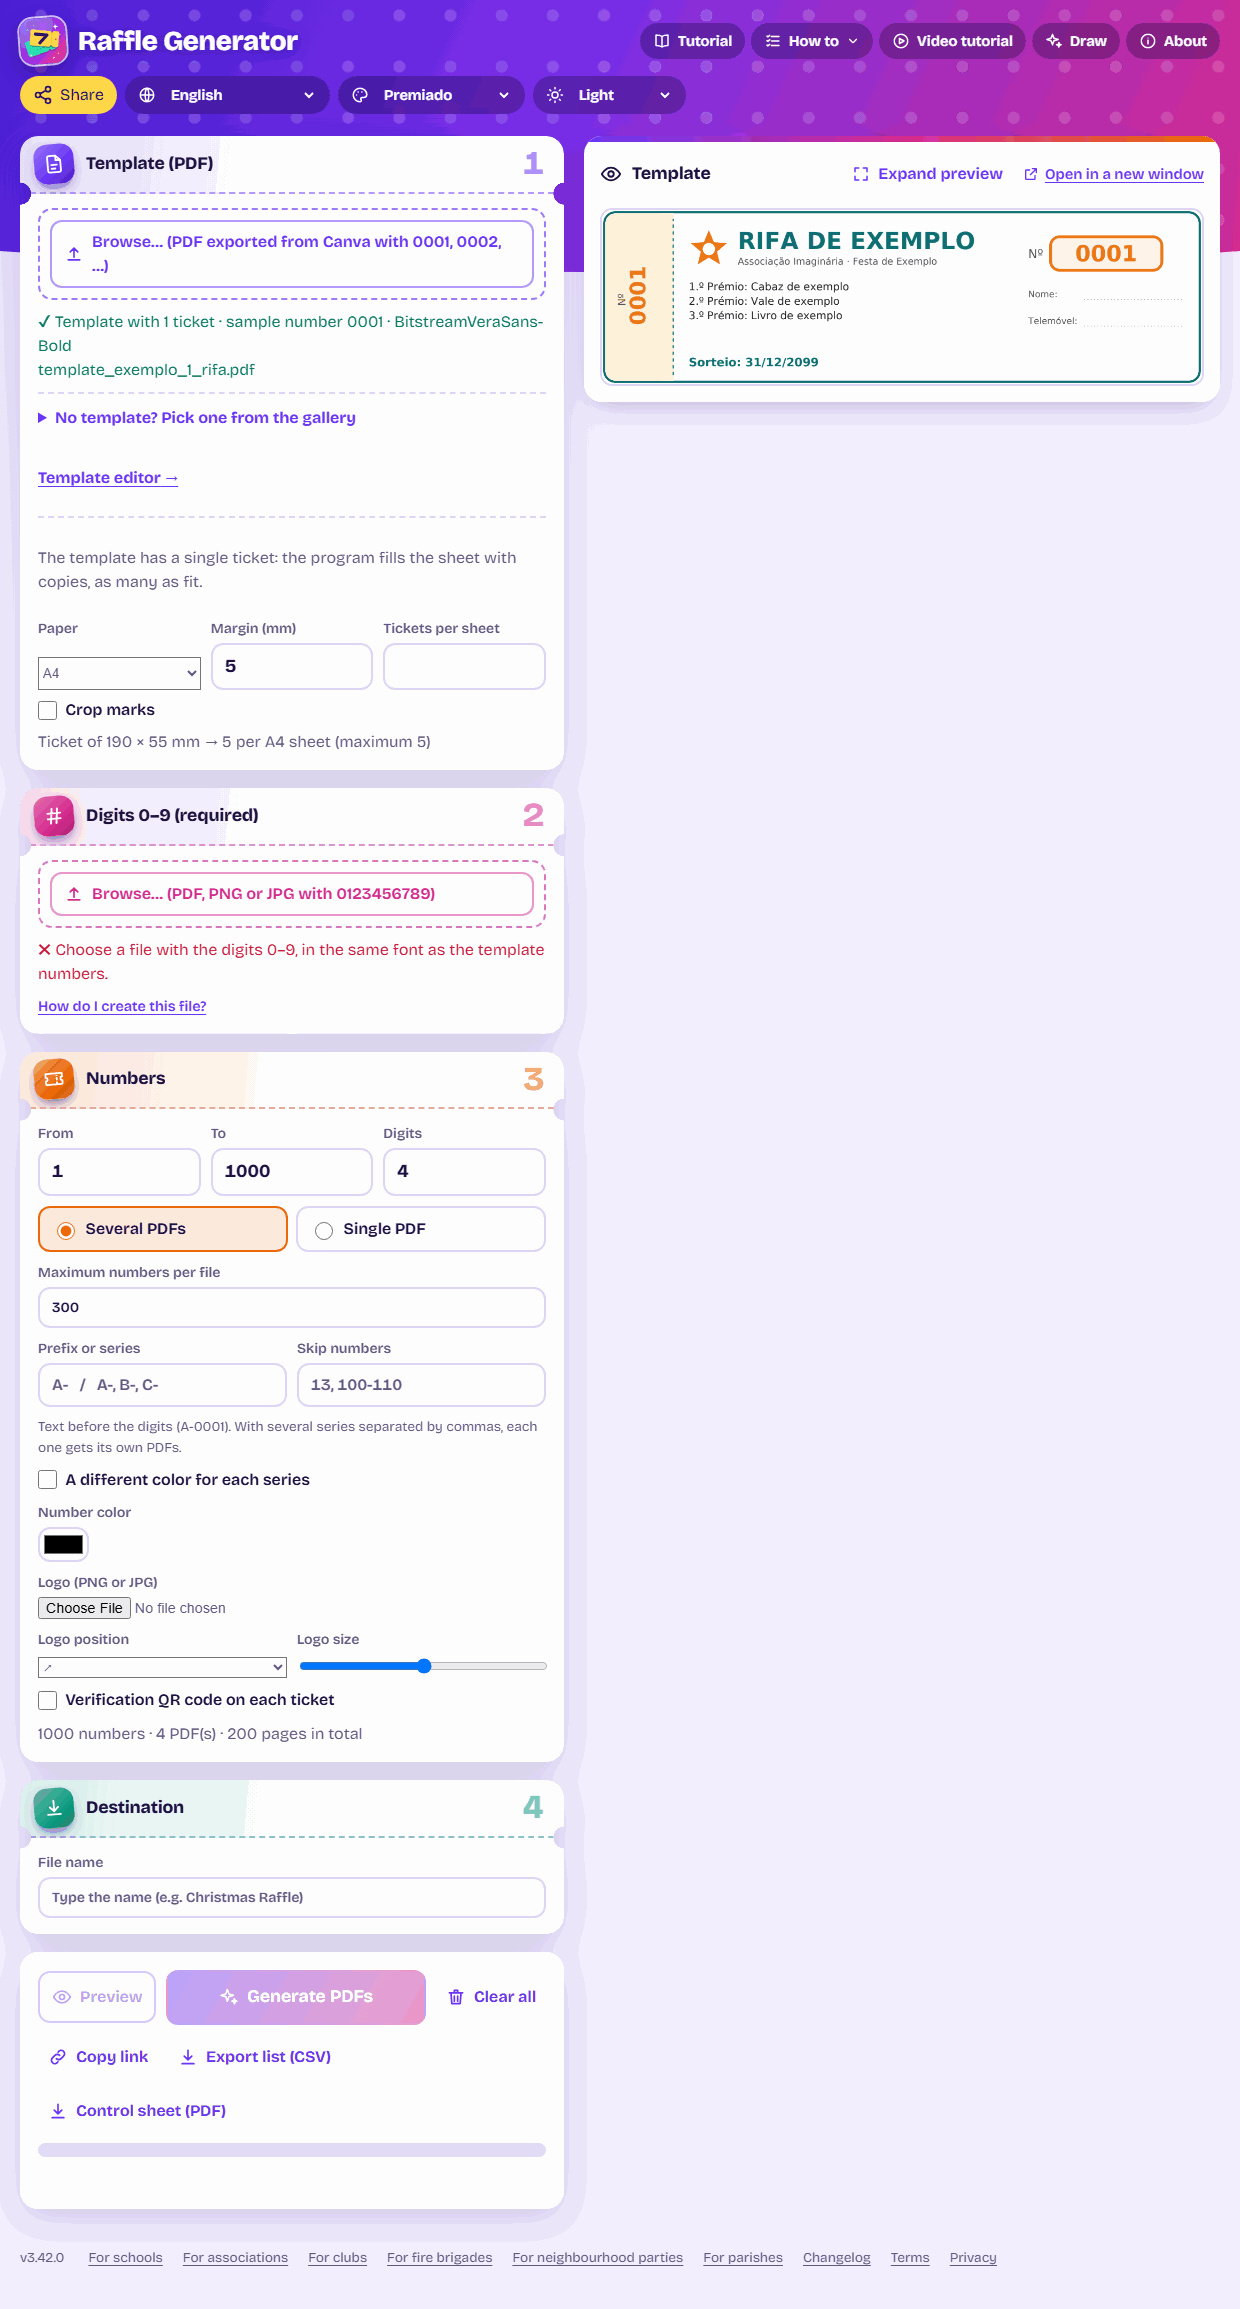 Raffle Generator
Tutorial
How to
Video tutorial
Draw
About
Share
English
Premiado
Light
Template (PDF)
1
Browse... (PDF exported from Canva with 0001, 0002,
...)
✓ Template with 1 ticket · sample number 0001 · BitstreamVeraSans-
Bold
template_exemplo_1_rifa.pdf
▶ No template? Pick one from the gallery
Template editor →
The template has a single ticket: the program fills the sheet with
copies, as many as fit.
Paper
Margin (mm)
Tickets per sheet
A4
5
Crop marks
Ticket of 190 × 55 mm → 5 per A4 sheet (maximum 5)
Digits 0–9 (required)
2
Browse... (PDF, PNG or JPG with 0123456789)
✕ Choose a file with the digits 0–9, in the same font as the template
numbers.
How do I create this file?
Numbers
3
From
To
Digits
1
1000
4
Several PDFs
Single PDF
Maximum numbers per file
300
Prefix or series
Skip numbers
A- / A-, B-, C-
13, 100-110
Text before the digits (A-0001). With several series separated by commas, each
one gets its own PDFs.
A different color for each series
Number color
Logo (PNG or JPG)
Choose File No file chosen
Logo position
Logo size
↗
Verification QR code on each ticket
1000 numbers · 4 PDF(s) · 200 pages in total
Destination
4
File name
Type the name (e.g. Christmas Raffle)
Preview
Generate PDFs
Clear all
Copy link
Export list (CSV)
Control sheet (PDF)
Template
Expand preview
Open in a new window
Nº
0001
RIFA DE EXEMPLO
Associação Imaginária · Festa de Exemplo
1.º Prémio: Cabaz de exemplo
2.º Prémio: Vale de exemplo
3.º Prémio: Livro de exemplo
Sorteio: 31/12/2099
Nº 0001
Nome:
Telemóvel:
v3.42.0
For schools
For associations
For clubs
For fire brigades
For neighbourhood parties
For parishes
Changelog
Terms
Privacy